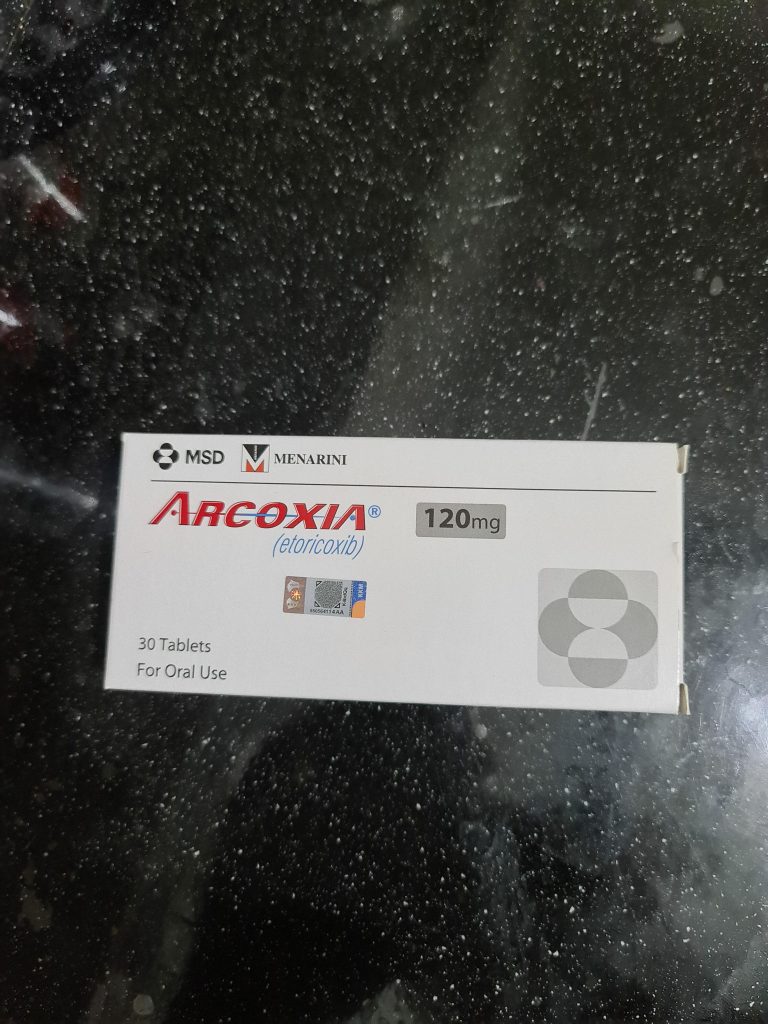 MSD MENARINI
ARCOXIA® 120mg
(etoricoxib)
30 Tablets
For Oral Use